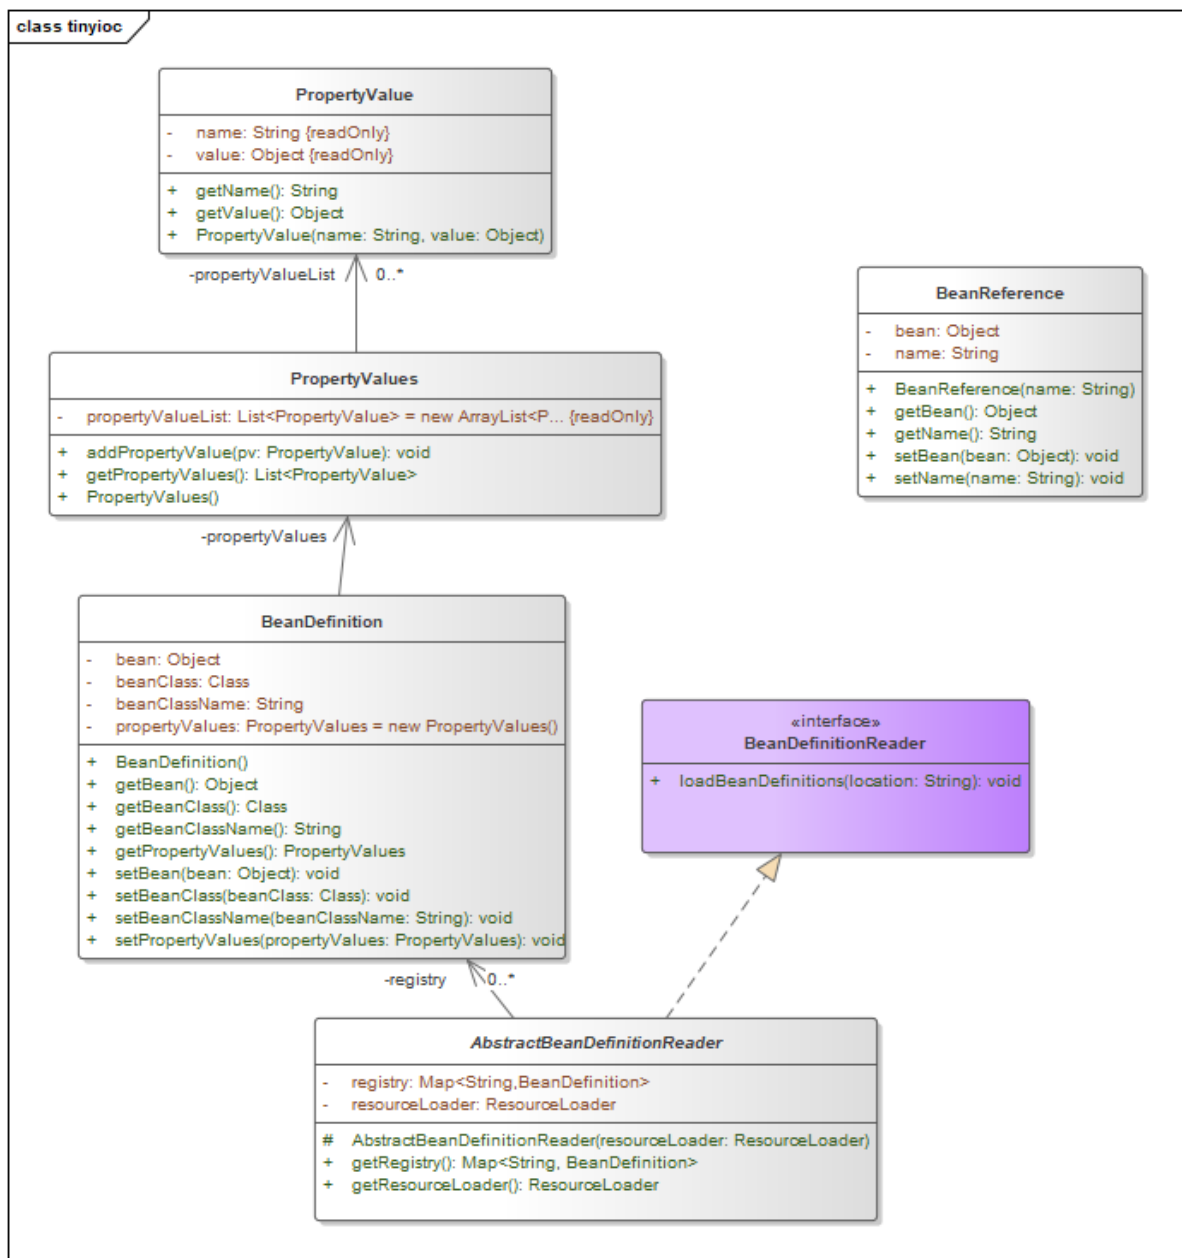 class tinyioc
PropertyValue
- name: String {readOnly}
- value: Object {readOnly}
+ getName(): String
+ getValue(): Object
+ PropertyValue(name: String, value: Object)
-propertyValueList 0..*
PropertyValues
- propertyValueList: List<PropertyValue> = new ArrayList<P... {readOnly}
+ addPropertyValue(pv: PropertyValue): void
+ getPropertyValues(): List<PropertyValue>
+ PropertyValues()
BeanReference
- bean: Object
- name: String
+ BeanReference(name: String)
+ getBean(): Object
+ getName(): String
+ setBean(bean: Object): void
+ setName(name: String): void
-propertyValues
BeanDefinition
- bean: Object
- beanClass: Class
- beanClassName: String
- propertyValues: PropertyValues = new PropertyValues()
+ BeanDefinition()
+ getBean(): Object
+ getBeanClass(): Class
+ getBeanClassName(): String
+ getPropertyValues(): PropertyValues
+ setBean(bean: Object): void
+ setBeanClass(beanClass: Class): void
+ setBeanClassName(beanClassName: String): void
+ setPropertyValues(propertyValues: PropertyValues): void
«interface»
BeanDefinitionReader
+ loadBeanDefinitions(location: String): void
-registry 0..*
AbstractBeanDefinitionReader
- registry: Map<String,BeanDefinition>
- resourceLoader: ResourceLoader
# AbstractBeanDefinitionReader(resourceLoader: ResourceLoader)
+ getRegistry(): Map<String, BeanDefinition>
+ getResourceLoader(): ResourceLoader